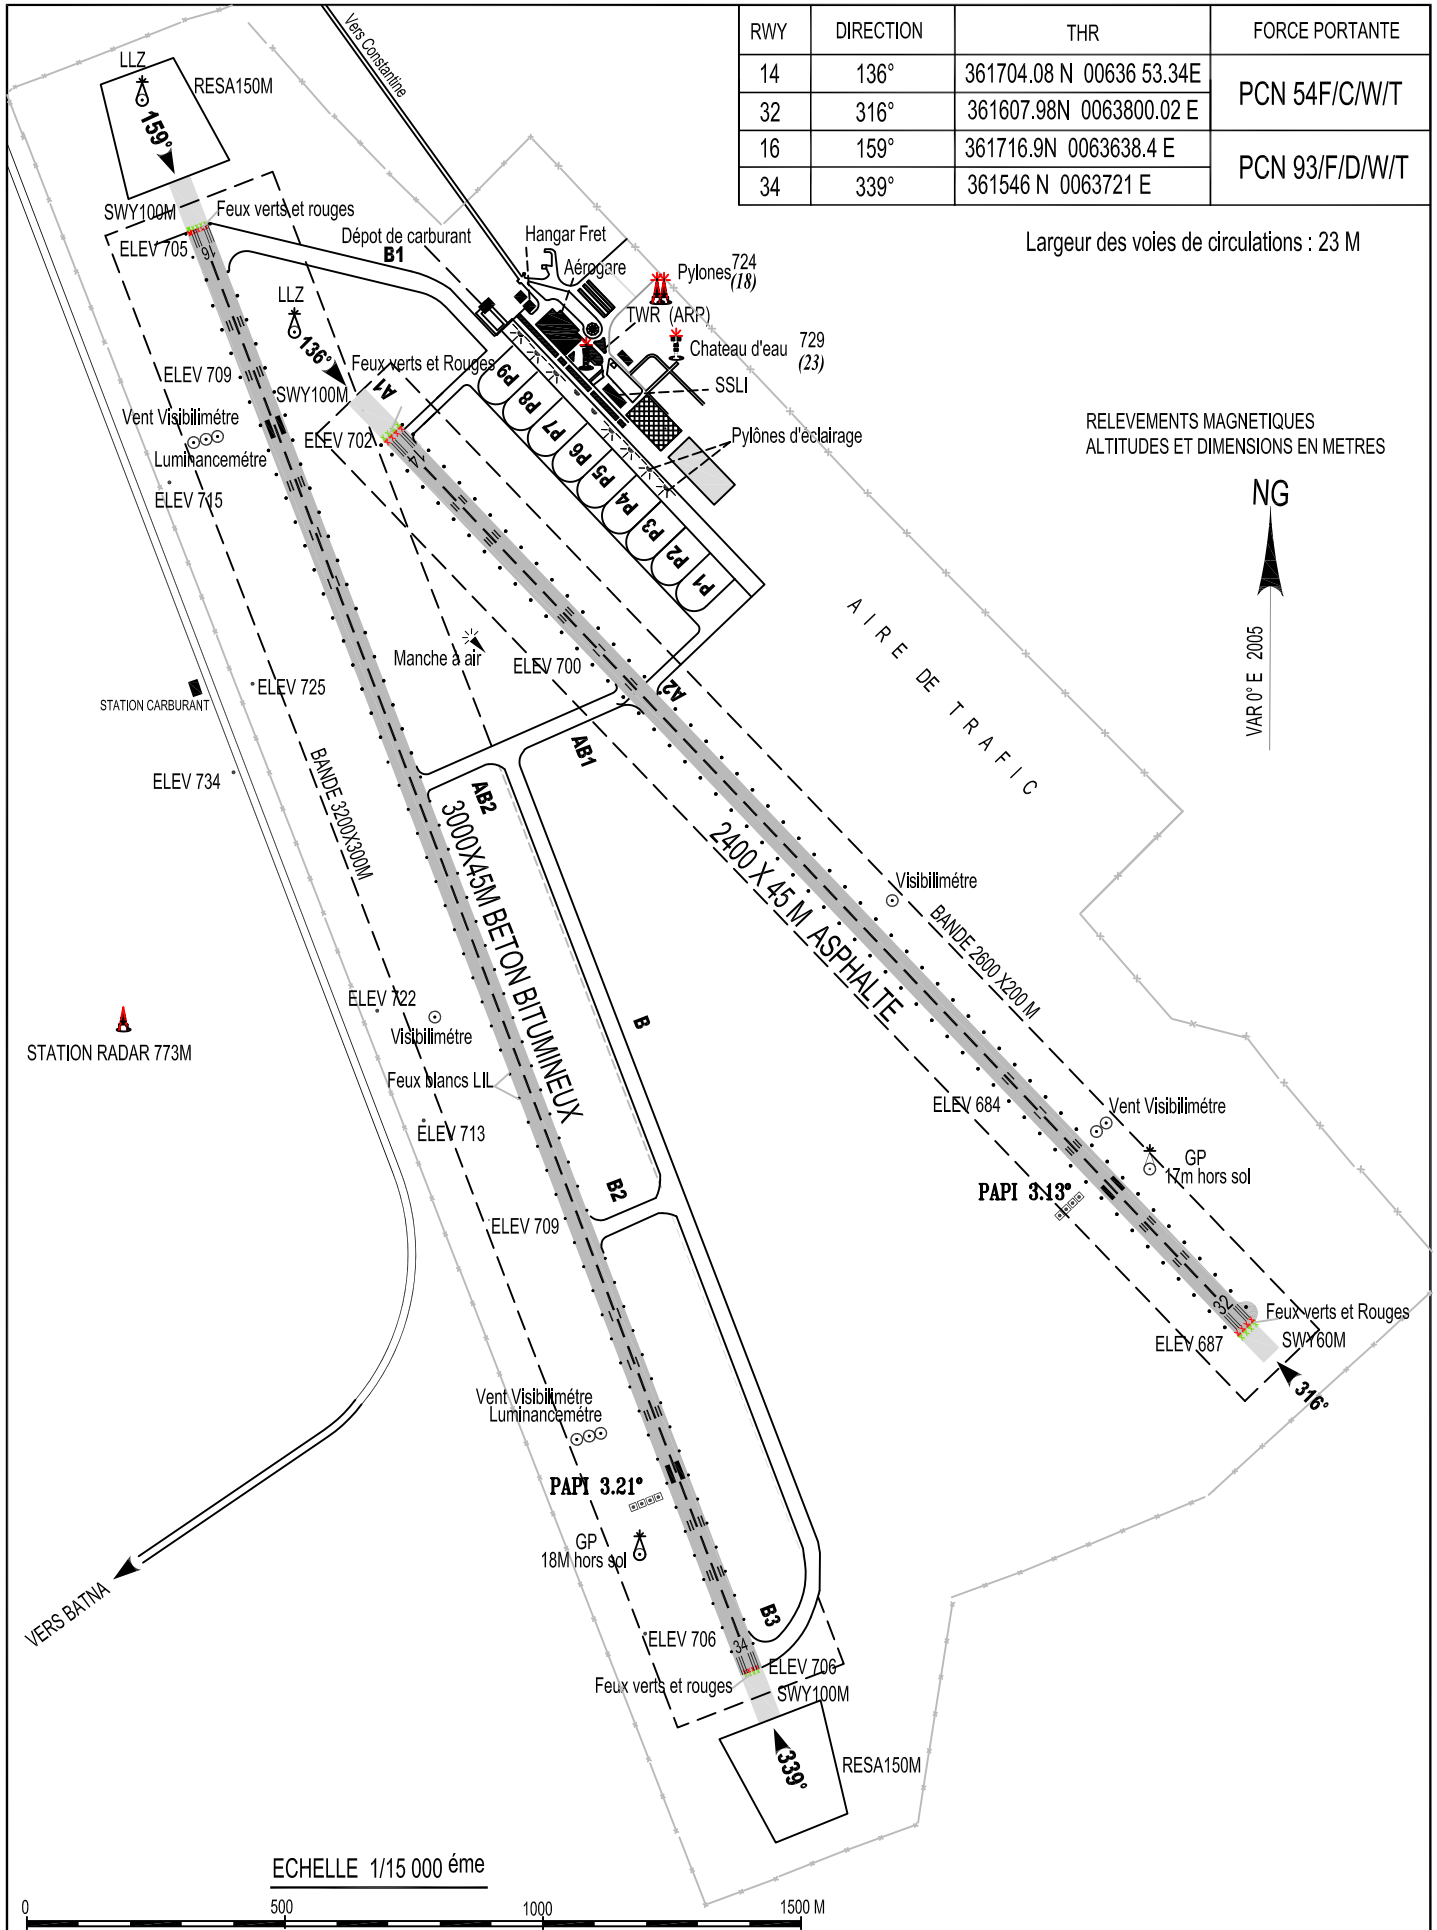 RWY DIRECTION THR FORCE PORTANTE
14 136° 361704.08 N 00636 53.34E PCN 54F/C/W/T
32 316° 361607.98N 0063800.02 E
16 159° 361716.9N 0063638.4 E PCN 93/F/D/W/T
34 339° 361546 N 0063721 E
Largeur des voies de circulations : 23 M
RELEVEMENTS MAGNETIQUES
ALTITUDES ET DIMENSIONS EN METRES
NG
VAR 0° E 2005
Vers Constantine
LLZ
RESA150M
159°
SWY100M
Feux verts et rouges
ELEV 705
16
B1
Dépot de carburant
Hangar Fret
Aérogare
Pylones 724
(18)
TWR (ARP)
Chateau d'eau 729
(23)
SSLI
Pylônes d'eclairage
LLZ
136°
Feux verts et Rouges
SWY100M
A1
ELEV 702
14
P9
P8
P7
P6
P5
P4
P3
P2
P1
ELEV 709
Vent Visibilimétre
Luminancemétre
ELEV 715
Manche à air
ELEV 700
A2
ELEV 725
STATION CARBURANT
ELEV 734
AB1
AB2
BANDE 3200X300M
3000X45M BETON BITUMINEUX
2400 X 45 M ASPHALTE
AIRE DE TRAFIC
Visibilimétre
BANDE 2600 X200 M
ELEV 722
Visibilimétre
B
STATION RADAR 773M
Feux blancs LIL
ELEV 713
ELEV 684
Vent Visibilimétre
GP
17m hors sol
PAPI 3.13°
B2
ELEV 709
32
Feux verts et Rouges
ELEV 687
SWY60M
316°
Vent Visibilimétre
Luminancemétre
PAPI 3.21°
GP
18M hors sol
VERS BATNA
B3
ELEV 706
34
ELEV 706
Feux verts et rouges
SWY100M
339°
RESA150M
ECHELLE 1/15 000 éme
0 500 1000 1500 M